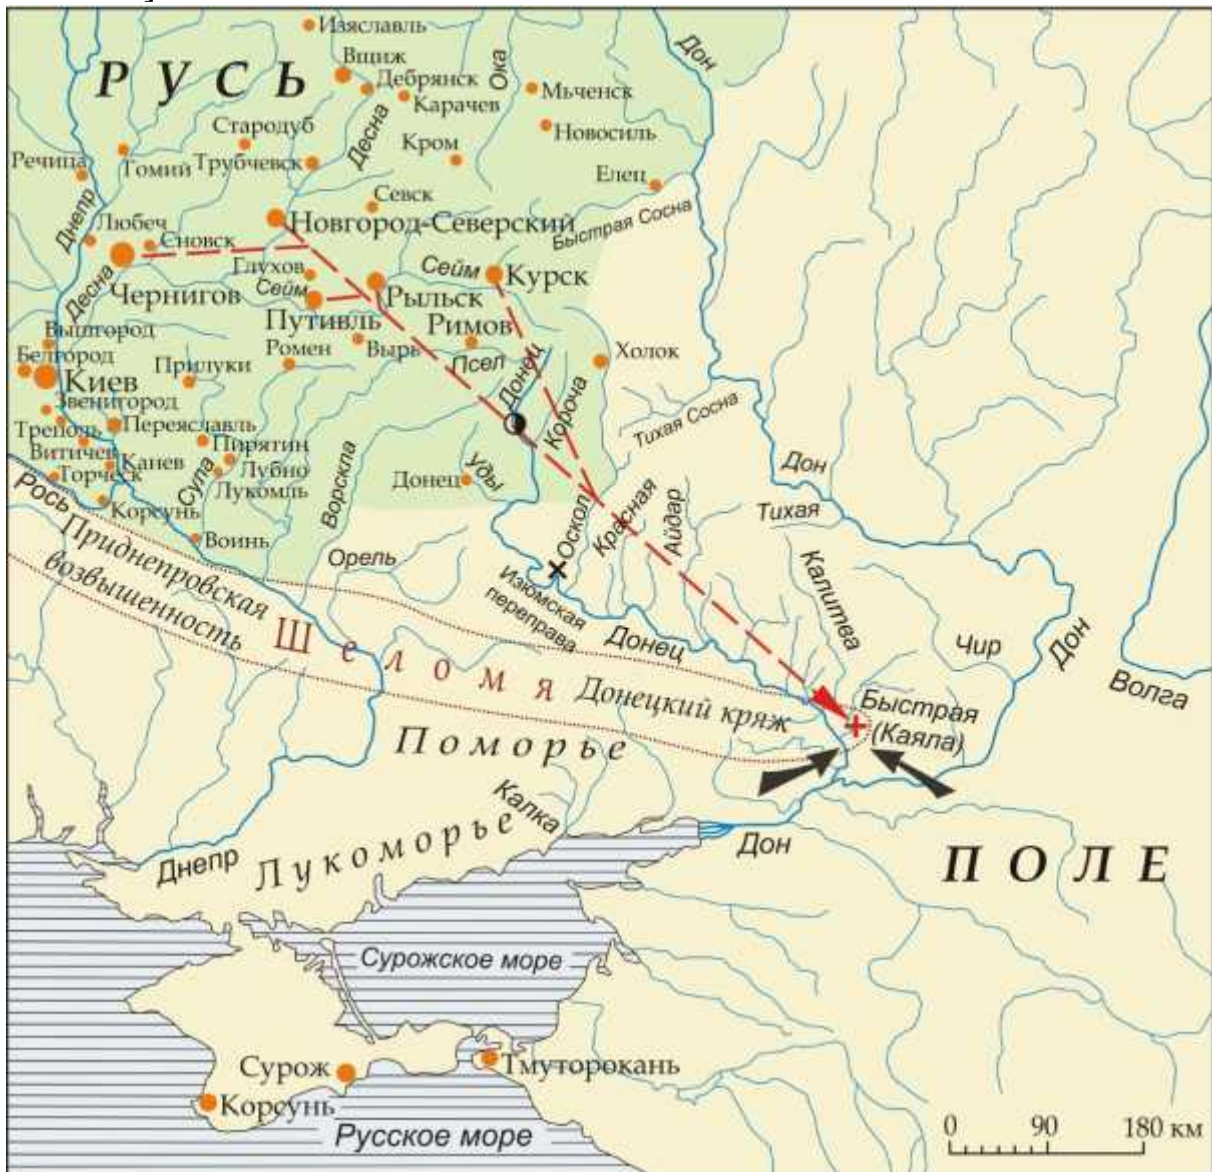 Изяславль
РУСЬ
Вщиж
Дебрянск
Карачев
Ока
Дон
Мьченск
Новосиль
Стародуб
Десна
Кром
Речица
Гомий
Трубчевск
Елец
Днепр
Любеч
Севск
Новгород-Северский
Быстрая Сосна
Сновск
Десна
Глухов
Сейм
Сейм
Курск
Чернигов
Рыльск
Путивль
Римов
Вышгород
Белгород
Прилуки
Ромен
Вырь
Псел
Донец
Холок
Киев
Звенигород
Короча
Треполь
Переяславль
Тихая Сосна
Витичев
Пирятин
Канев
Лубно
Торческ
Сула
Лукомль
Ворскла
Донец
Уды
Дон
Рось
Корсунь
Оскол
Красная
Айдар
Тихая
Воинь
Орель
Приднепровская
возвышенность
Изюмская
переправа
Калитва
Шеломя
Донец
Чир
Дон
Волга
Донецкий кряж
Быстрая
(Каяла)
Поморье
Калка
Лукоморье
Днепр
Дон
ПОЛЕ
Сурожское море
Сурож
Тмуторокань
Корсунь
Русское море
0 90 180 км